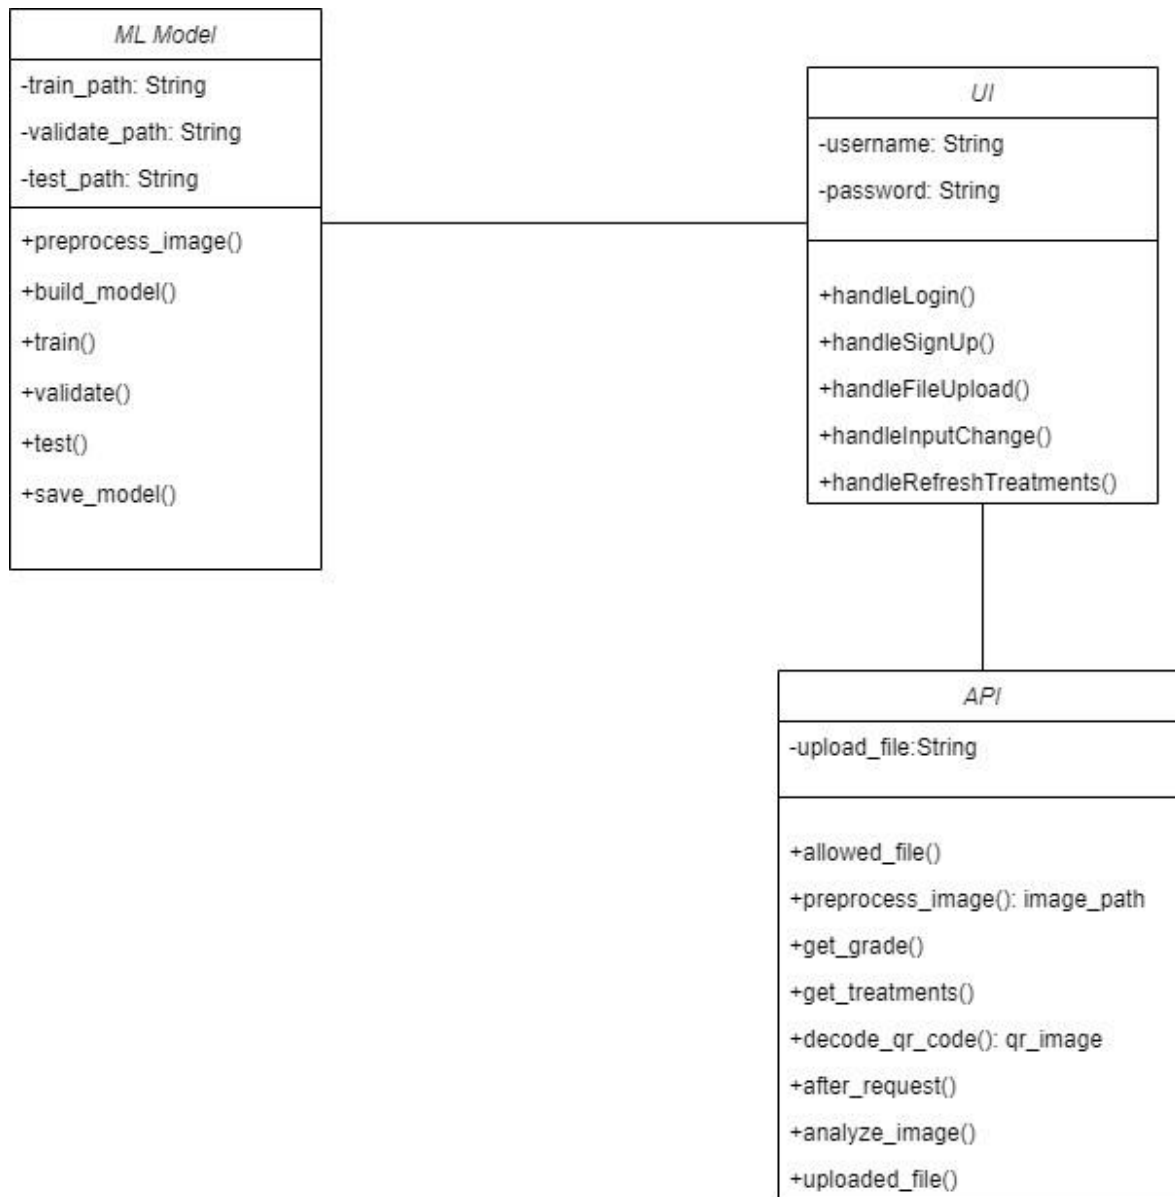 ML Model
-train_path: String
-validate_path: String
-test_path: String
+preprocess_image()
+build_model()
+train()
+validate()
+test()
+save_model()
UI
-username: String
-password: String
+handleLogin()
+handleSignUp()
+handleFileUpload()
+handleInputChange()
+handleRefreshTreatments()
API
-upload_file:String
+allowed_file()
+preprocess_image(): image_path
+get_grade()
+get_treatments()
+decode_qr_code(): qr_image
+after_request()
+analyze_image()
+uploaded_file()